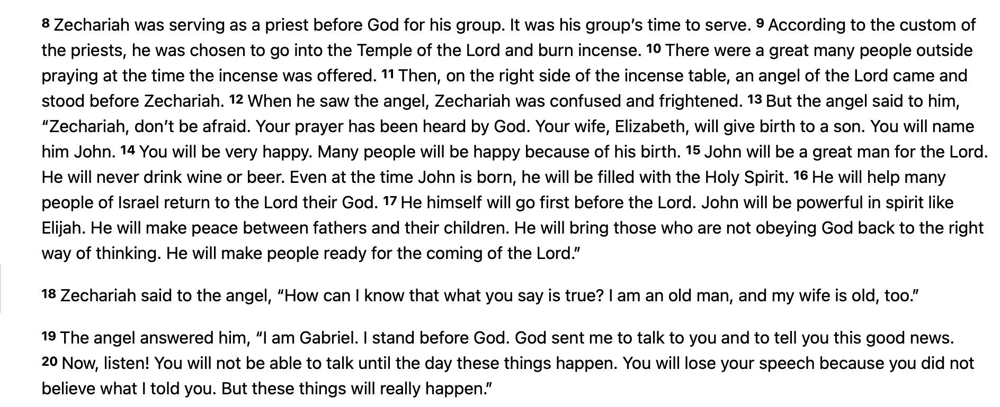 8 Zechariah was serving as a priest before God for his group. It was his group’s time to serve. 9 According to the custom of
the priests, he was chosen to go into the Temple of the Lord and burn incense. 10 There were a great many people outside
praying at the time the incense was offered. 11 Then, on the right side of the incense table, an angel of the Lord came and
stood before Zechariah. 12 When he saw the angel, Zechariah was confused and frightened. 13 But the angel said to him,
“Zechariah, don’t be afraid. Your prayer has been heard by God. Your wife, Elizabeth, will give birth to a son. You will name
him John. 14 You will be very happy. Many people will be happy because of his birth. 15 John will be a great man for the Lord.
He will never drink wine or beer. Even at the time John is born, he will be filled with the Holy Spirit. 16 He will help many
people of Israel return to the Lord their God. 17 He himself will go first before the Lord. John will be powerful in spirit like
Elijah. He will make peace between fathers and their children. He will bring those who are not obeying God back to the right
way of thinking. He will make people ready for the coming of the Lord.”
18 Zechariah said to the angel, “How can I know that what you say is true? I am an old man, and my wife is old, too.”
19 The angel answered him, “I am Gabriel. I stand before God. God sent me to talk to you and to tell you this good news.
20 Now, listen! You will not be able to talk until the day these things happen. You will lose your speech because you did not
believe what I told you. But these things will really happen.”